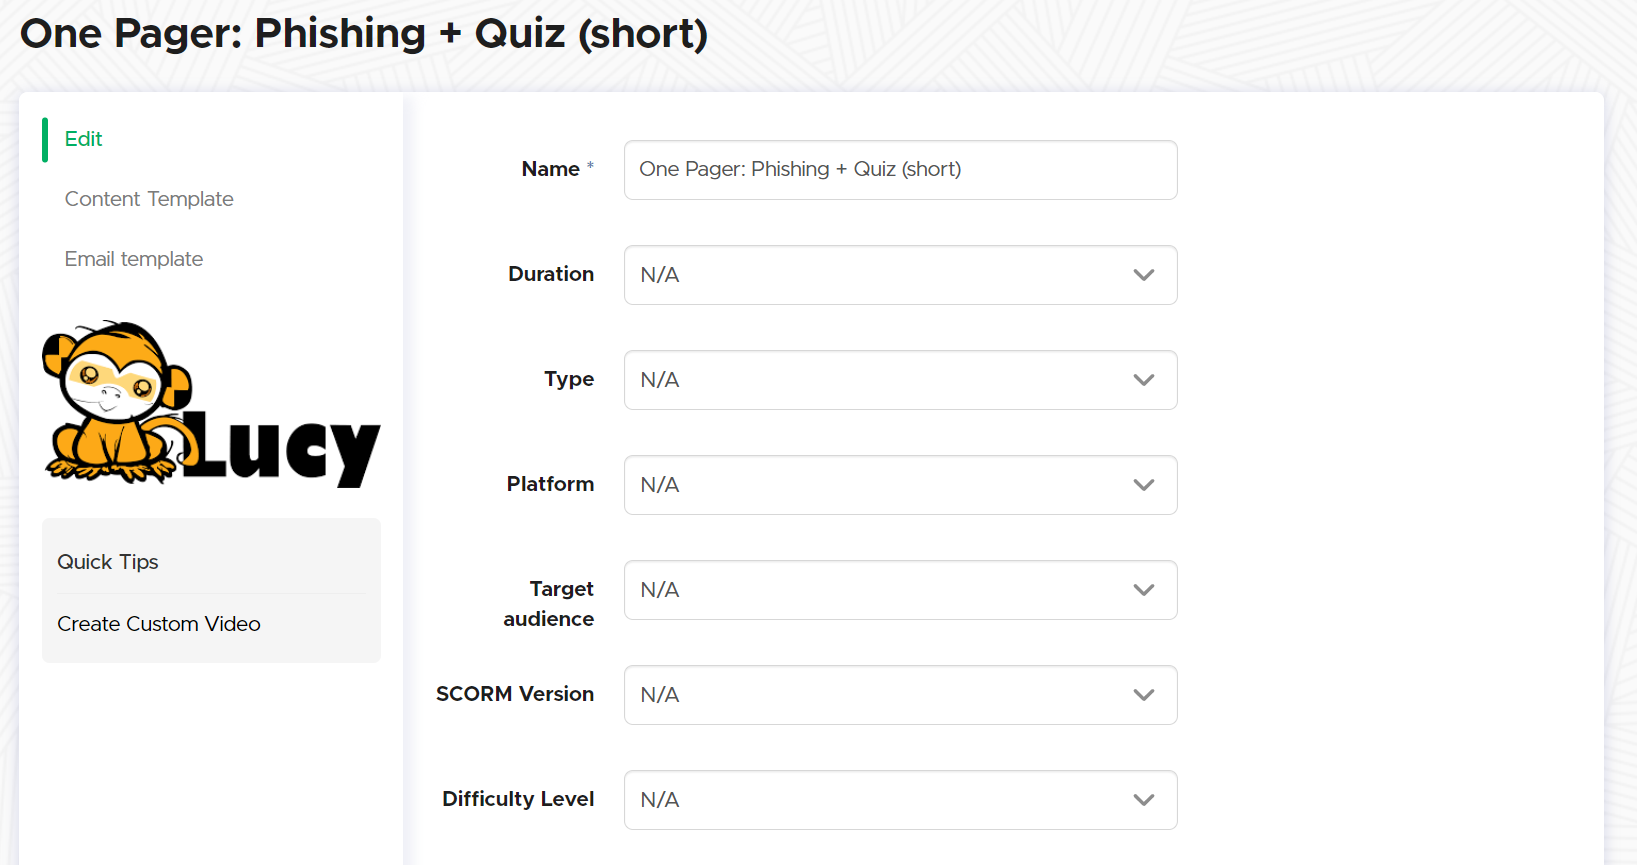 One Pager: Phishing + Quiz (short)
Edit
Content Template
Email template
Lucy
Quick Tips
Create Custom Video
Name *
One Pager: Phishing + Quiz (short)
Duration
N/A
Type
N/A
Platform
N/A
Target
audience
N/A
SCORM Version
N/A
Difficulty Level
N/A